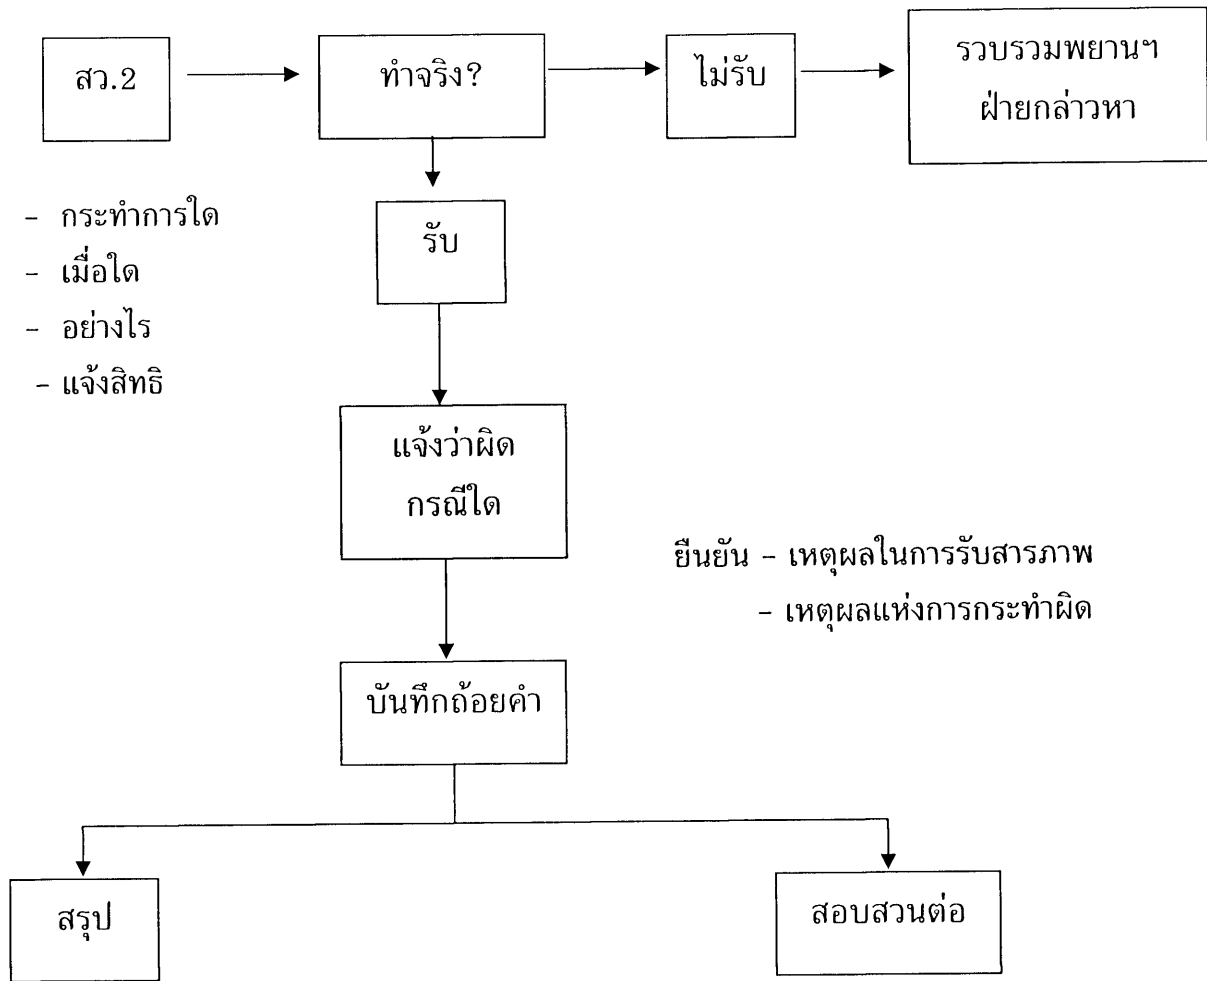 สว.2
ทำจริง?
ไม่รับ
รวบรวมพยานฯ
ฝ่ายกล่าวหา
- กระทำการใด
- เมื่อใด
- อย่างไร
- แจ้งสิทธิ
รับ
แจ้งว่าผิด
กรณีใด
ยืนยัน - เหตุผลในการรับสารภาพ
- เหตุผลแห่งการกระทำผิด
บันทึกถ้อยคำ
สรุป
สอบสวนต่อ